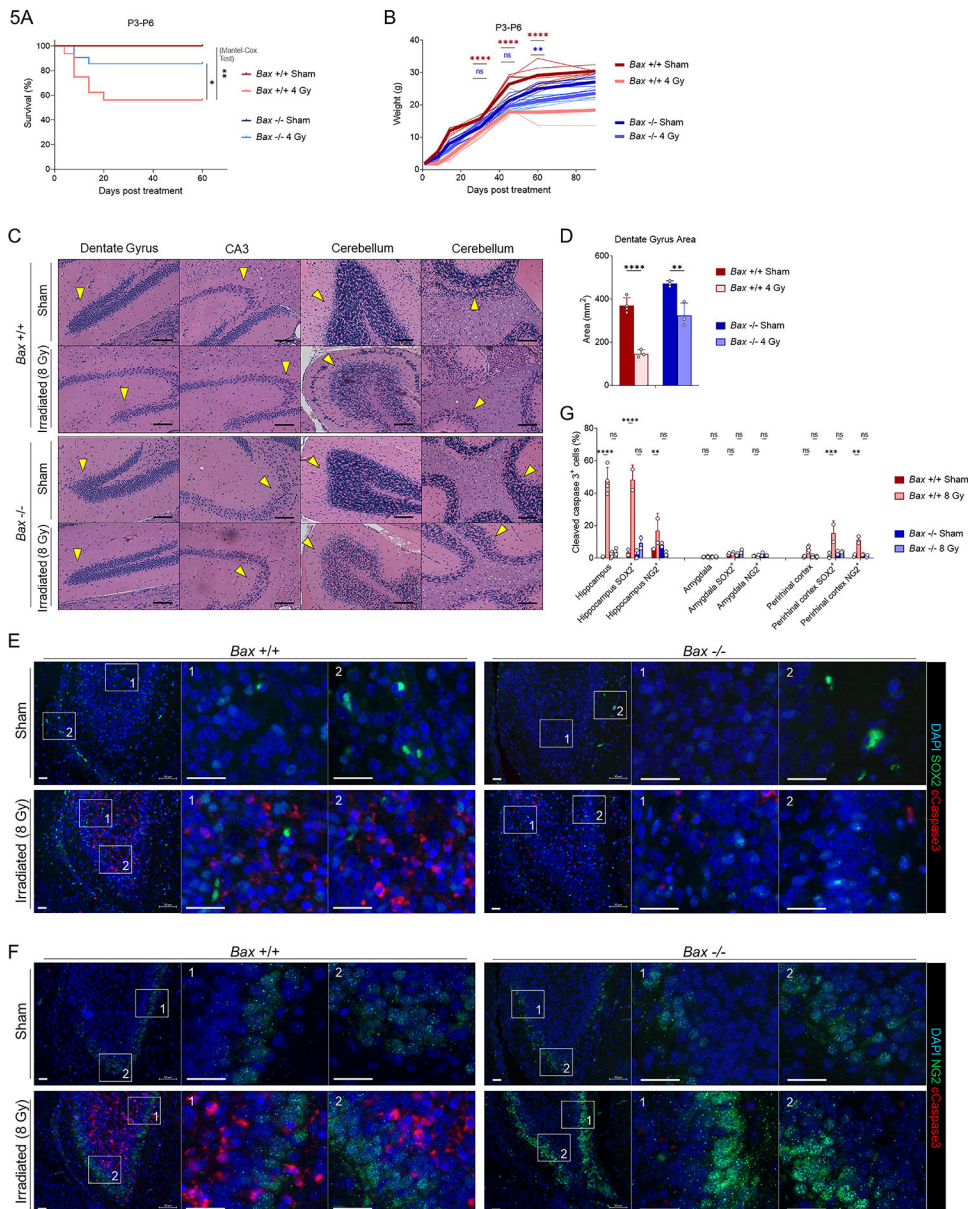 5A
P3-P6
Survival (%)
100
80
60
40
20
0
0 20 40 60
Days post treatment
(Mantel-Cox
Test)
*
**
Bax +/+ Sham
Bax +/+ 4 Gy
Bax -/- Sham
Bax -/- 4 Gy
B
P3-P6
Weight (g)
40
30
20
10
0
0 20 40 60 80
Days post treatment
**** **** ****
ns ns **
Bax +/+ Sham
Bax +/+ 4 Gy
Bax -/- Sham
Bax -/- 4 Gy
C
Dentate Gyrus CA3 Cerebellum Cerebellum
Bax +/+
Sham
Irradiated (8 Gy)
Bax -/-
Sham
Irradiated (8 Gy)
D
Dentate Gyrus Area
Area (mm²)
600
400
200
0
**** **
Bax +/+ Sham
Bax +/+ 4 Gy
Bax -/- Sham
Bax -/- 4 Gy
G
Cleaved caspase 3⁺ cells (%)
80
60
40
20
0
ns **** ns ns ns ns ns ns ns
**** ns ** ns ns ns ns *** **
Hippocampus
Hippocampus SOX2⁺
Hippocampus NG2⁺
Amygdala
Amygdala SOX2⁺
Amygdala NG2⁺
Perirhinal cortex
Perirhinal cortex SOX2⁺
Perirhinal cortex NG2⁺
Bax +/+ Sham
Bax +/+ 8 Gy
Bax -/- Sham
Bax -/- 8 Gy
E
Bax +/+ Bax -/-
Sham
1 2 1 2
1 2 1 2
Irradiated (8 Gy)
1 2 1 2
1 2 1 2
DAPI SOX2 cCaspase3
F
Bax +/+ Bax -/-
Sham
1 2 1 2
1 2 1 2
Irradiated (8 Gy)
1 2 1 2
1 2 1 2
DAPI NG2 cCaspase3